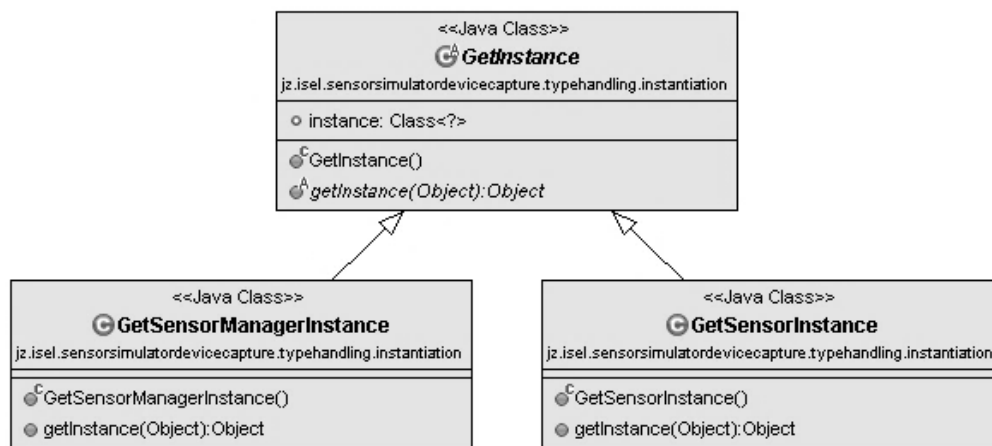 <<Java Class>>
GetInstance
jz.isel.sensorsimulatordevicecapture.typehandling.instantiation
instance: Class<?>
GetInstance()
getInstance(Object):Object
<<Java Class>>
GetSensorManagerInstance
jz.isel.sensorsimulatordevicecapture.typehandling.instantiation
GetSensorManagerInstance()
getInstance(Object):Object
<<Java Class>>
GetSensorInstance
jz.isel.sensorsimulatordevicecapture.typehandling.instantiation
GetSensorInstance()
getInstance(Object):Object